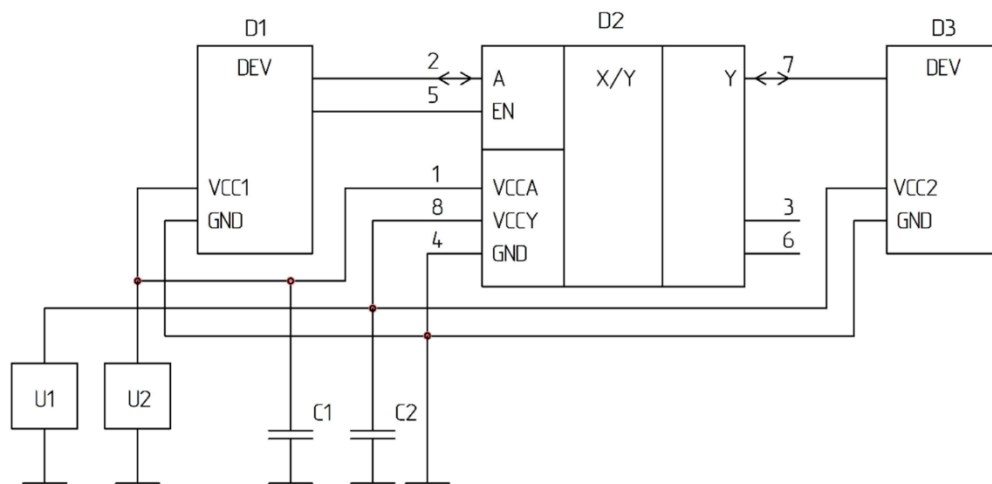 D1
D2
D3
DEV
2
A
X/Y
Y
7
DEV
5
EN
VCC1
1
VCCA
VCC2
GND
8
VCCY
3
GND
4
GND
6
U1
U2
C1
C2